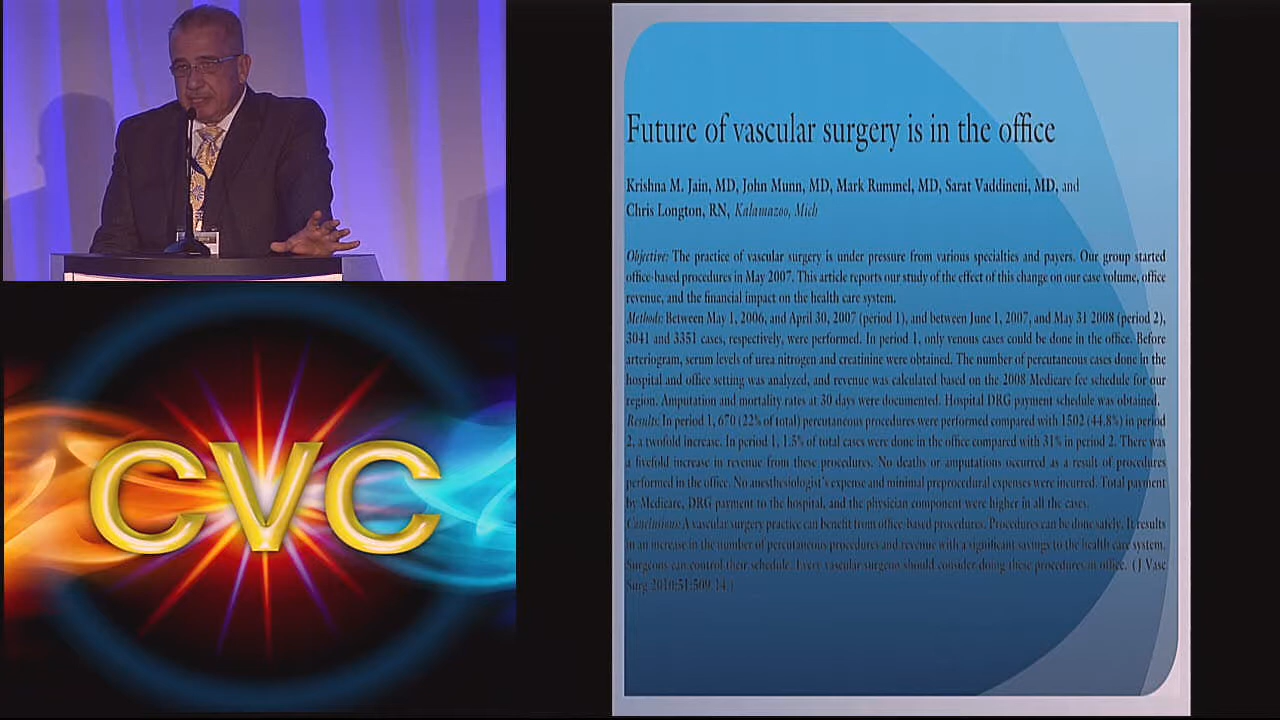 CVC
Future of vascular surgery is in the office
Krishna M. Jain, MD, John Munn, MD, Mark Rummel, MD, Sarat Vaddineni, MD, and
Chris Longton, RN, Kalamazoo, Mich
Objective: The practice of vascular surgery is under pressure from various specialties and payers. Our group started
office-based procedures in May 2007. This article reports our study of the effect of this change on our case volume, office
revenue, and the financial impact on the health care system.
Methods: Between May 1, 2006, and April 30, 2007 (period 1), and between June 1, 2007, and May 31 2008 (period 2),
3041 and 3351 cases, respectively, were performed. In period 1, only venous cases could be done in the office. Before
arteriogram, serum levels of urea nitrogen and creatinine were obtained. The number of percutaneous cases done in the
hospital and office setting was analyzed, and revenue was calculated based on the 2008 Medicare fee schedule for our
region. Amputation and mortality rates at 30 days were documented. Hospital DRG payment schedule was obtained.
Results: In period 1, 670 (22% of total) percutaneous procedures were performed compared with 1502 (44.8%) in period
2, a twofold increase. In period 1, 1.5% of total cases were done in the office compared with 31% in period 2. There was
a fivefold increase in revenue from these procedures. No deaths or amputations occurred as a result of procedures
performed in the office. No anesthesiologist's expense and minimal preprocedural expenses were incurred. Total payment
by Medicare, DRG payment to the hospital, and the physician component were higher in all the cases.
Conclusions: A vascular surgery practice can benefit from office-based procedures. Procedures can be done safely. It results
in an increase in the number of percutaneous procedures and revenue with a significant savings to the health care system.
Surgeons can control their schedule. Every vascular surgeon should consider doing these procedures in office. (J Vasc
Surg 2010;51:509-14.)